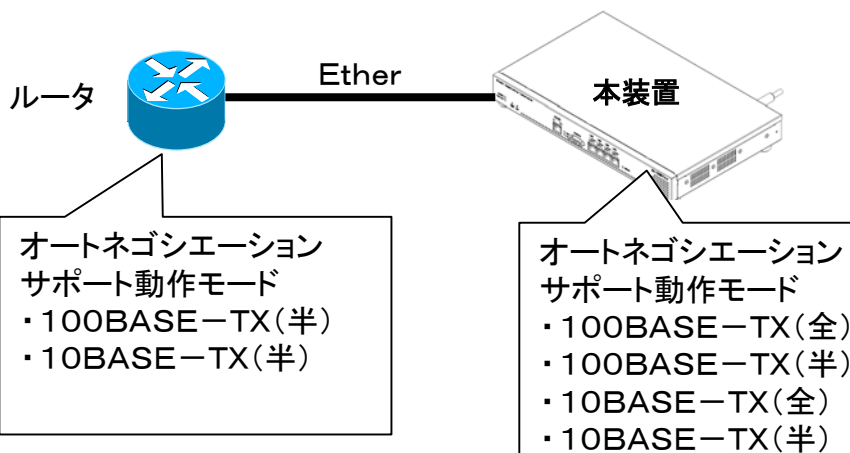 ルータ
Ether
本装置
オートネゴシエーション
サポート動作モード
・100BASE-TX(半)
・10BASE-TX(半)
オートネゴシエーション
サポート動作モード
・100BASE-TX(全)
・100BASE-TX(半)
・10BASE-TX(全)
・10BASE-TX(半)